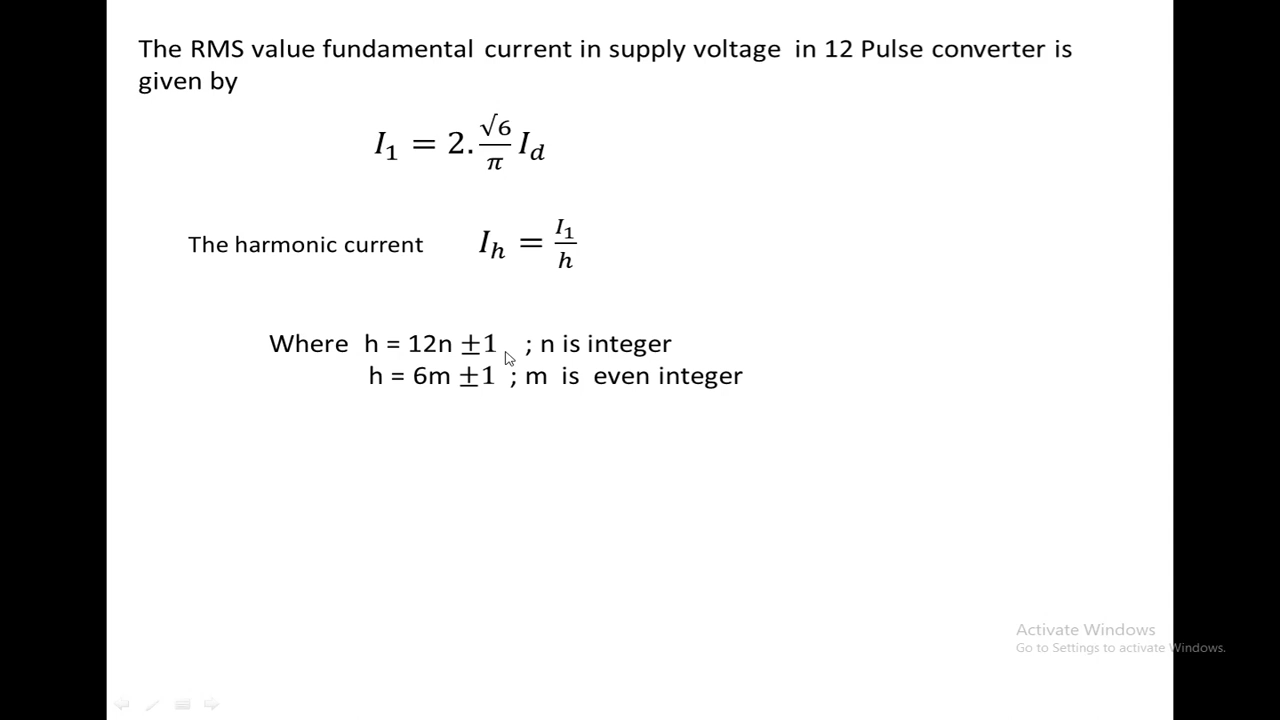 The RMS value fundamental current in supply voltage in 12 Pulse converter is
given by
I₁ = 2.√6/π I_d
The harmonic current I_h = I₁/h
Where h = 12n ±1 ; n is integer
h = 6m ±1 ; m is even integer
Activate Windows
Go to Settings to activate Windows.